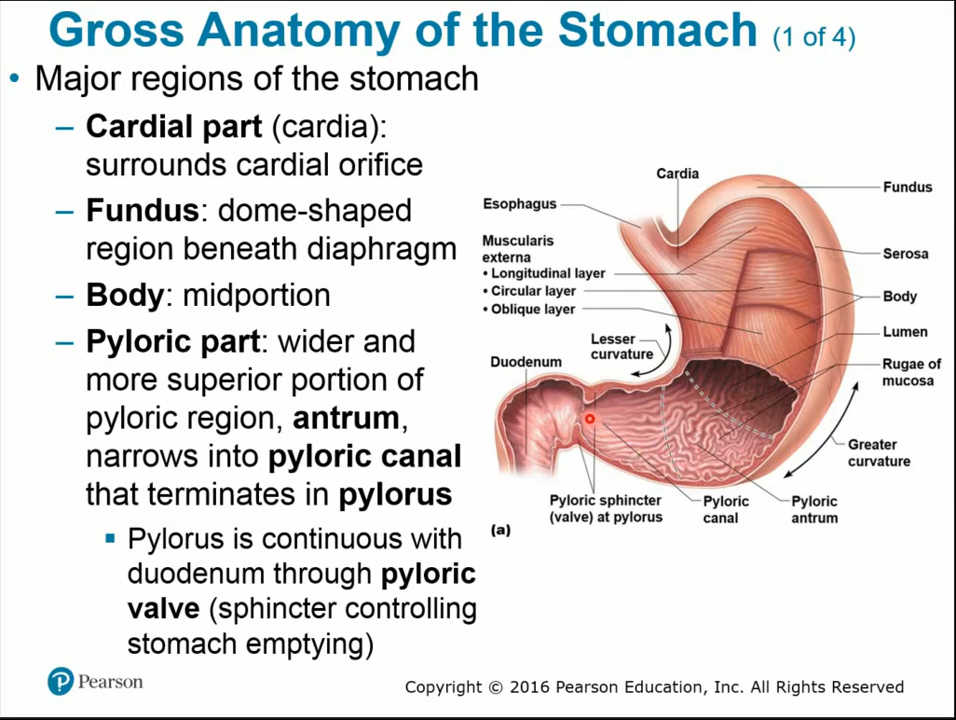 Gross Anatomy of the Stomach (1 of 4)
• Major regions of the stomach
– Cardial part (cardia):
surrounds cardial orifice
– Fundus: dome-shaped
region beneath diaphragm
– Body: midportion
– Pyloric part: wider and
more superior portion of
pyloric region, antrum,
narrows into pyloric canal
that terminates in pylorus
▪ Pylorus is continuous with
duodenum through pyloric
valve (sphincter controlling
stomach emptying)
Cardia
Fundus
Esophagus
Muscularis
externa
• Longitudinal layer
• Circular layer
• Oblique layer
Serosa
Body
Lumen
Lesser
curvature
Rugae of
mucosa
Duodenum
Greater
curvature
Pyloric sphincter
(valve) at pylorus
Pyloric
canal
Pyloric
antrum
(a)
Pearson
Copyright © 2016 Pearson Education, Inc. All Rights Reserved